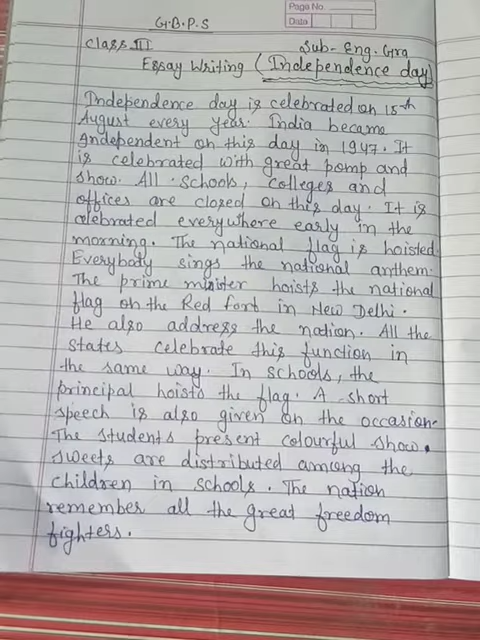 G.B.P.S
Page No.
Date
Class III
Sub- Eng. Gra
Essay Writing (Independence day)
Independence day is celebrated on 15th
August every year. India became
Independent on this day in 1947. It
is celebrated with great pomp and
show. All schools, colleges and
offices are closed on this day. It is
celebrated everywhere early in the
morning. The national flag is hoisted.
Everybody sings the national anthem.
The prime minister hoists the national
flag on the Red fort in New Delhi.
He also address the nation. All the
states celebrate this function in
the same way. In schools, the
principal hoists the flag. A short
speech is also given on the occasion.
The students present colourful show.
sweets are distributed among the
children in schools. The nation
remember all the great freedom
fighters.